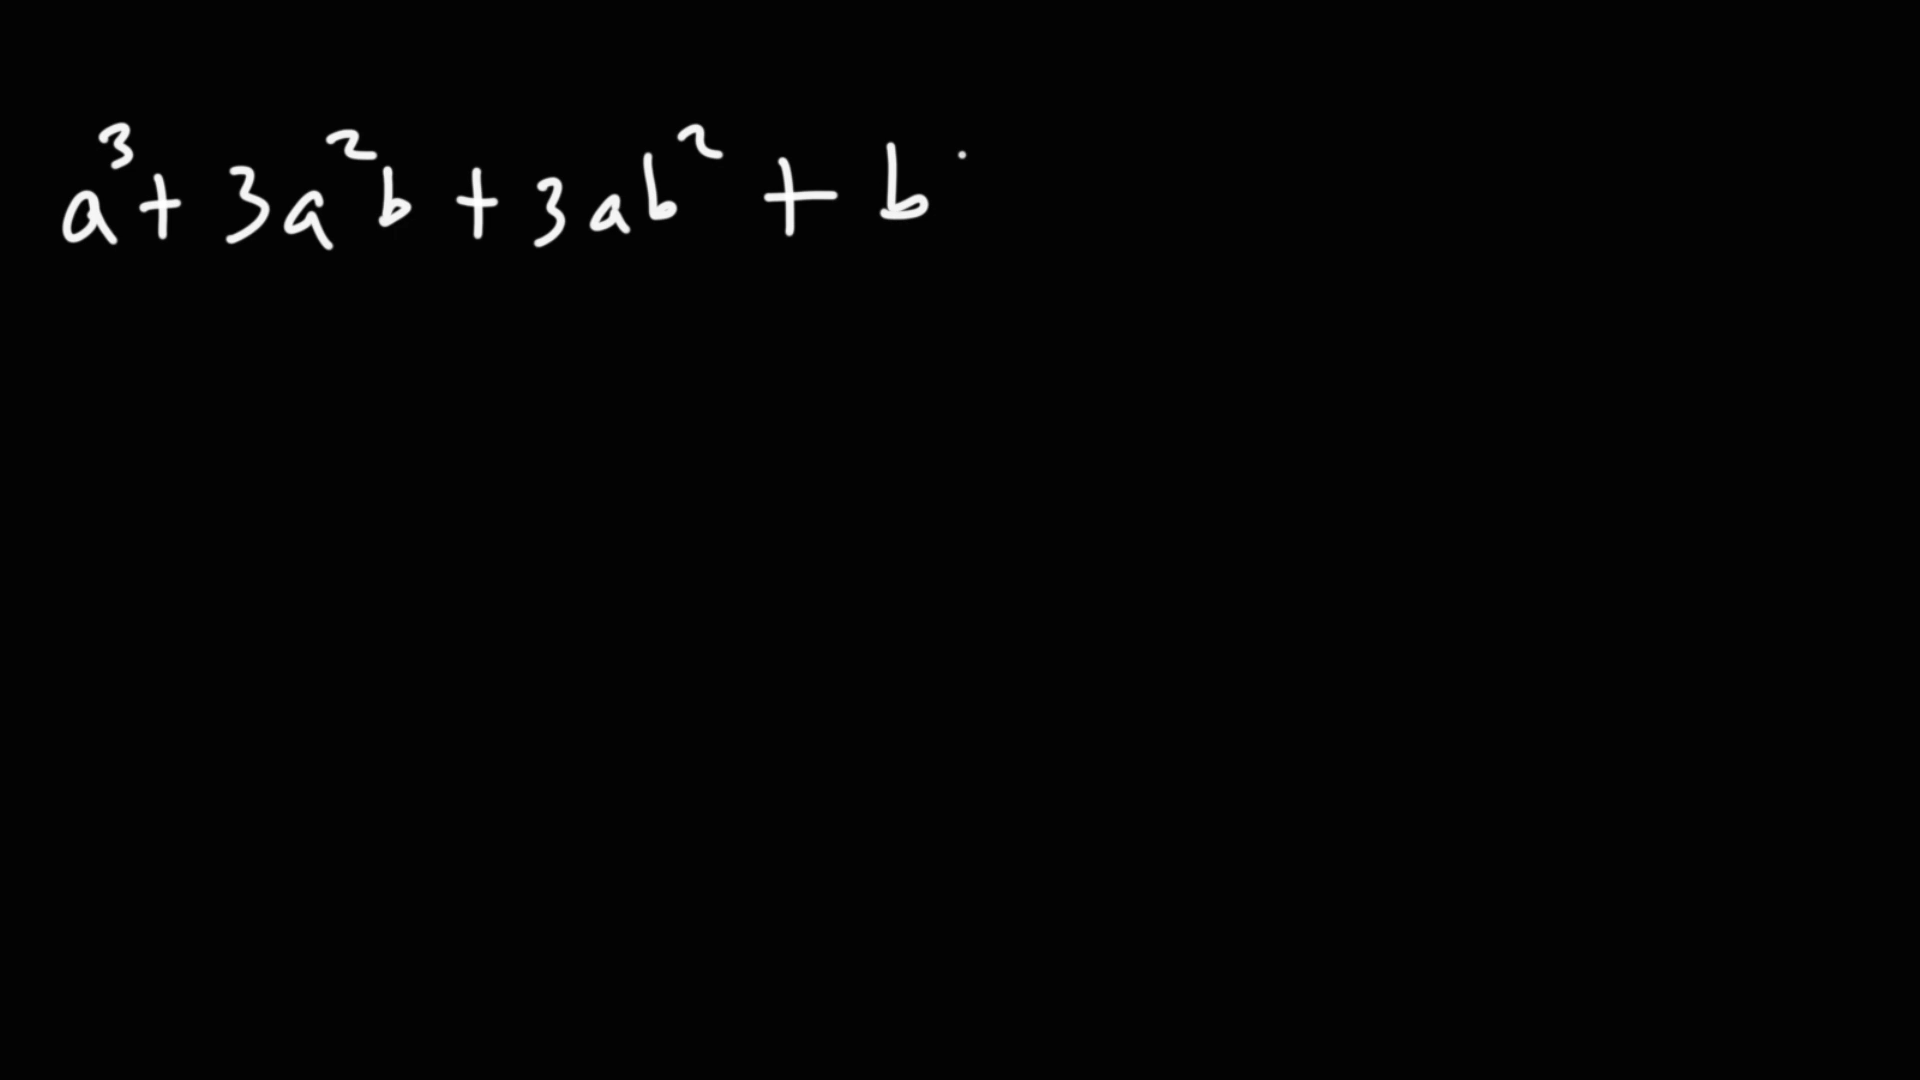 a³ + 3a²b + 3ab² + b